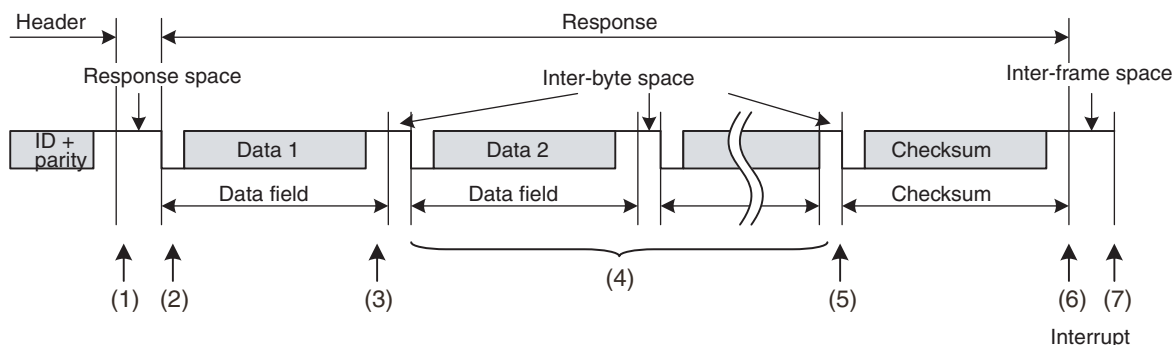 Header
Response
Response space
Inter-byte space
Inter-frame space
ID +
parity
Data 1
Data 2
Checksum
Data field
Data field
Checksum
(1)
(2)
(3)
(4)
(5)
(6)
(7)
Interrupt